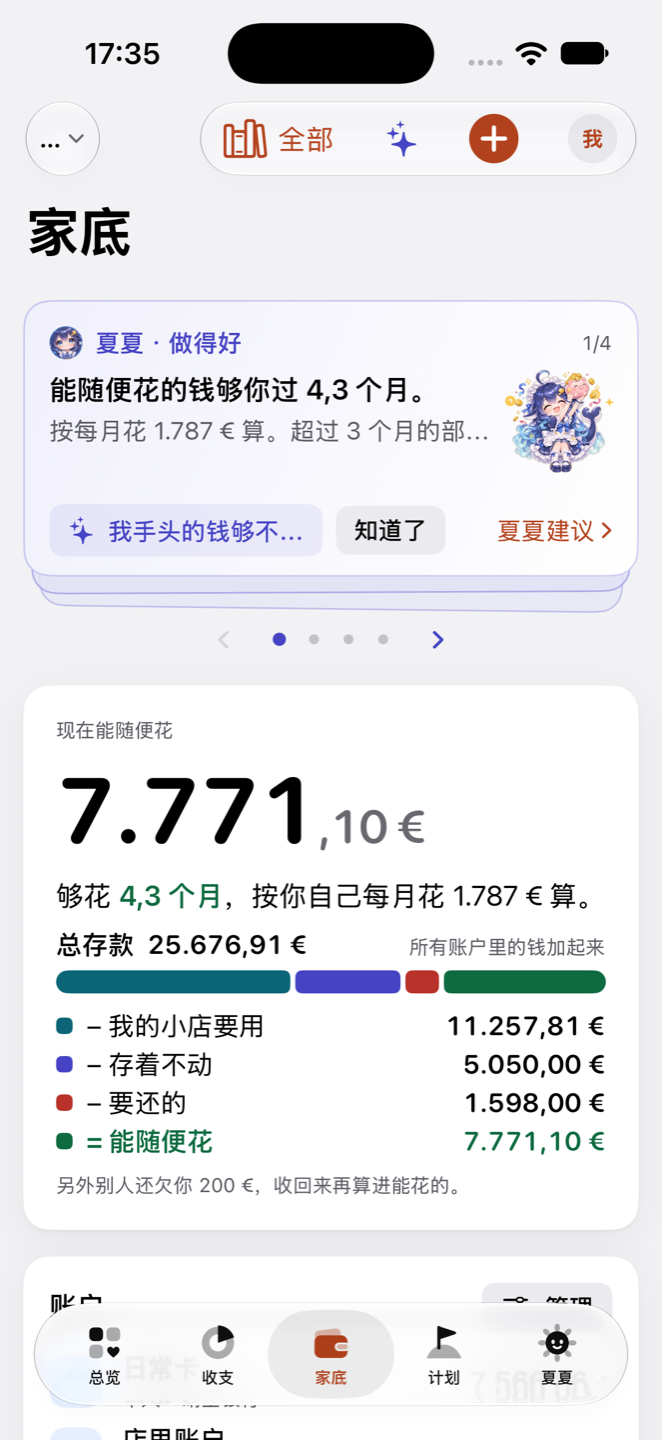 17:35
...
全部
我
家底
夏夏 · 做得好
1/4
能随便花的钱够你过 4,3 个月。
按每月花 1.787 € 算。超过 3 个月的部…
我手头的钱够不…
知道了
夏夏建议
现在能随便花
7.771,10 €
够花 4,3 个月，按你自己每月花 1.787 € 算。
总存款 25.676,91 €
所有账户里的钱加起来
– 我的小店要用 11.257,81 €
– 存着不动 5.050,00 €
– 要还的 1.598,00 €
= 能随便花 7.771,10 €
另外别人还欠你 200 €，收回来再算进能花的。
账户
管理
日常卡
总览
收支
家底
计划
夏夏
店里账户